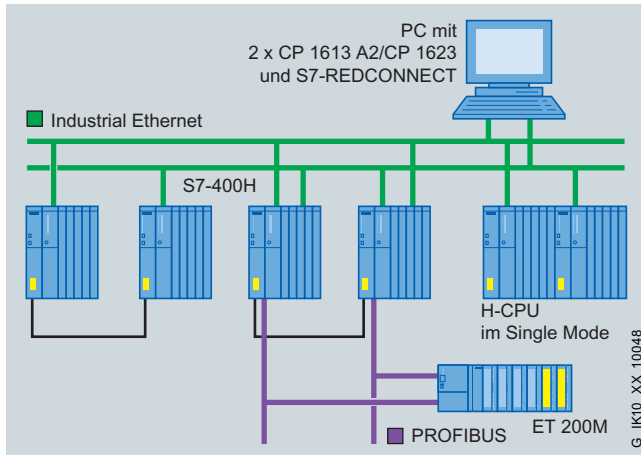 PC mit
2 x CP 1613 A2/CP 1623
und S7-REDCONNECT
Industrial Ethernet
S7-400H
H-CPU
im Single Mode
ET 200M
PROFIBUS
G_IK10_XX_10048